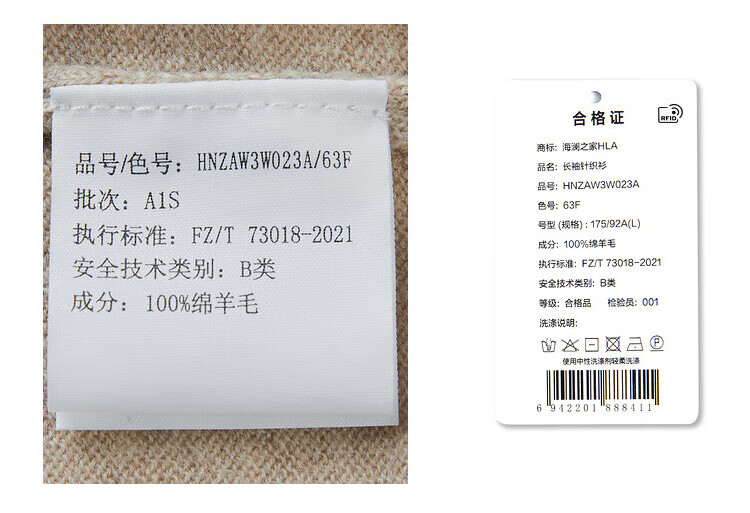 品号/色号: HNZAW3W023A/63F
批次: A1S
执行标准: FZ/T 73018-2021
安全技术类别: B类
成分: 100%绵羊毛
合格证
RFID
商标: 海澜之家HLA
品名: 长袖针织衫
品号: HNZAW3W023A
色号: 63F
号型 (规格) : 175/92A(L)
成分: 100%绵羊毛
执行标准: FZ/T 73018-2021
安全技术类别: B类
等级: 合格品 检验员: 001
洗涤说明:
P
使用中性洗涤剂轻柔洗涤
6 942201 888411